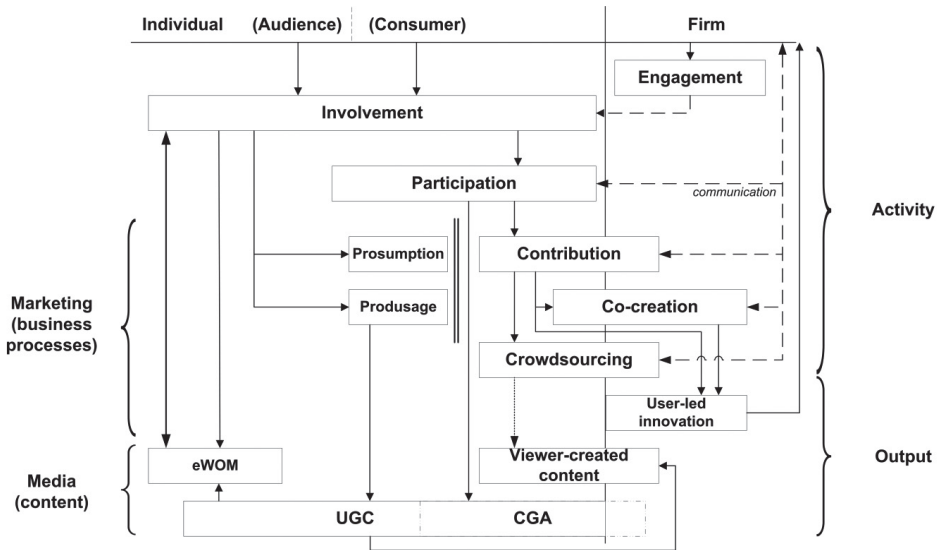 Individual (Audience) (Consumer) Firm
Engagement
Involvement
Participation
communication
Activity
Prosumption
Contribution
Marketing
(business
processes)
Produsage
Co-creation
Crowdsourcing
User-led
innovation
eWOM
Viewer-created
content
Output
Media
(content)
UGC CGA